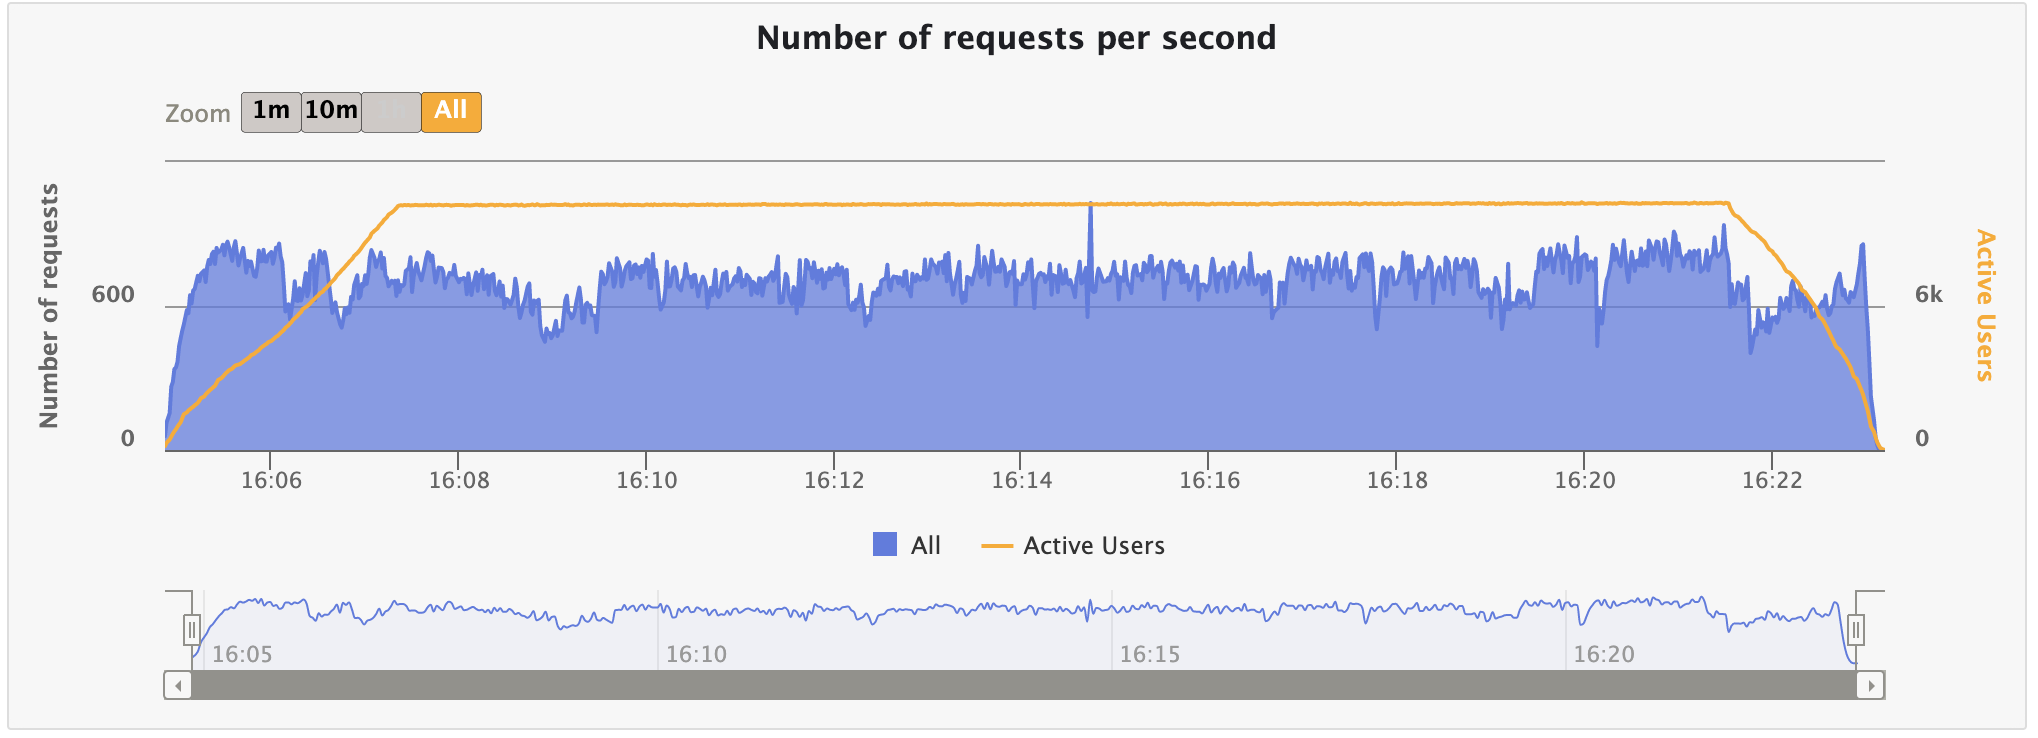 Number of requests per second
Zoom 1m 10m All
Number of requests
600
0
6k
0
Active Users
16:06 16:08 16:10 16:12 16:14 16:16 16:18 16:20 16:22
All Active Users
16:05 16:10 16:15 16:20